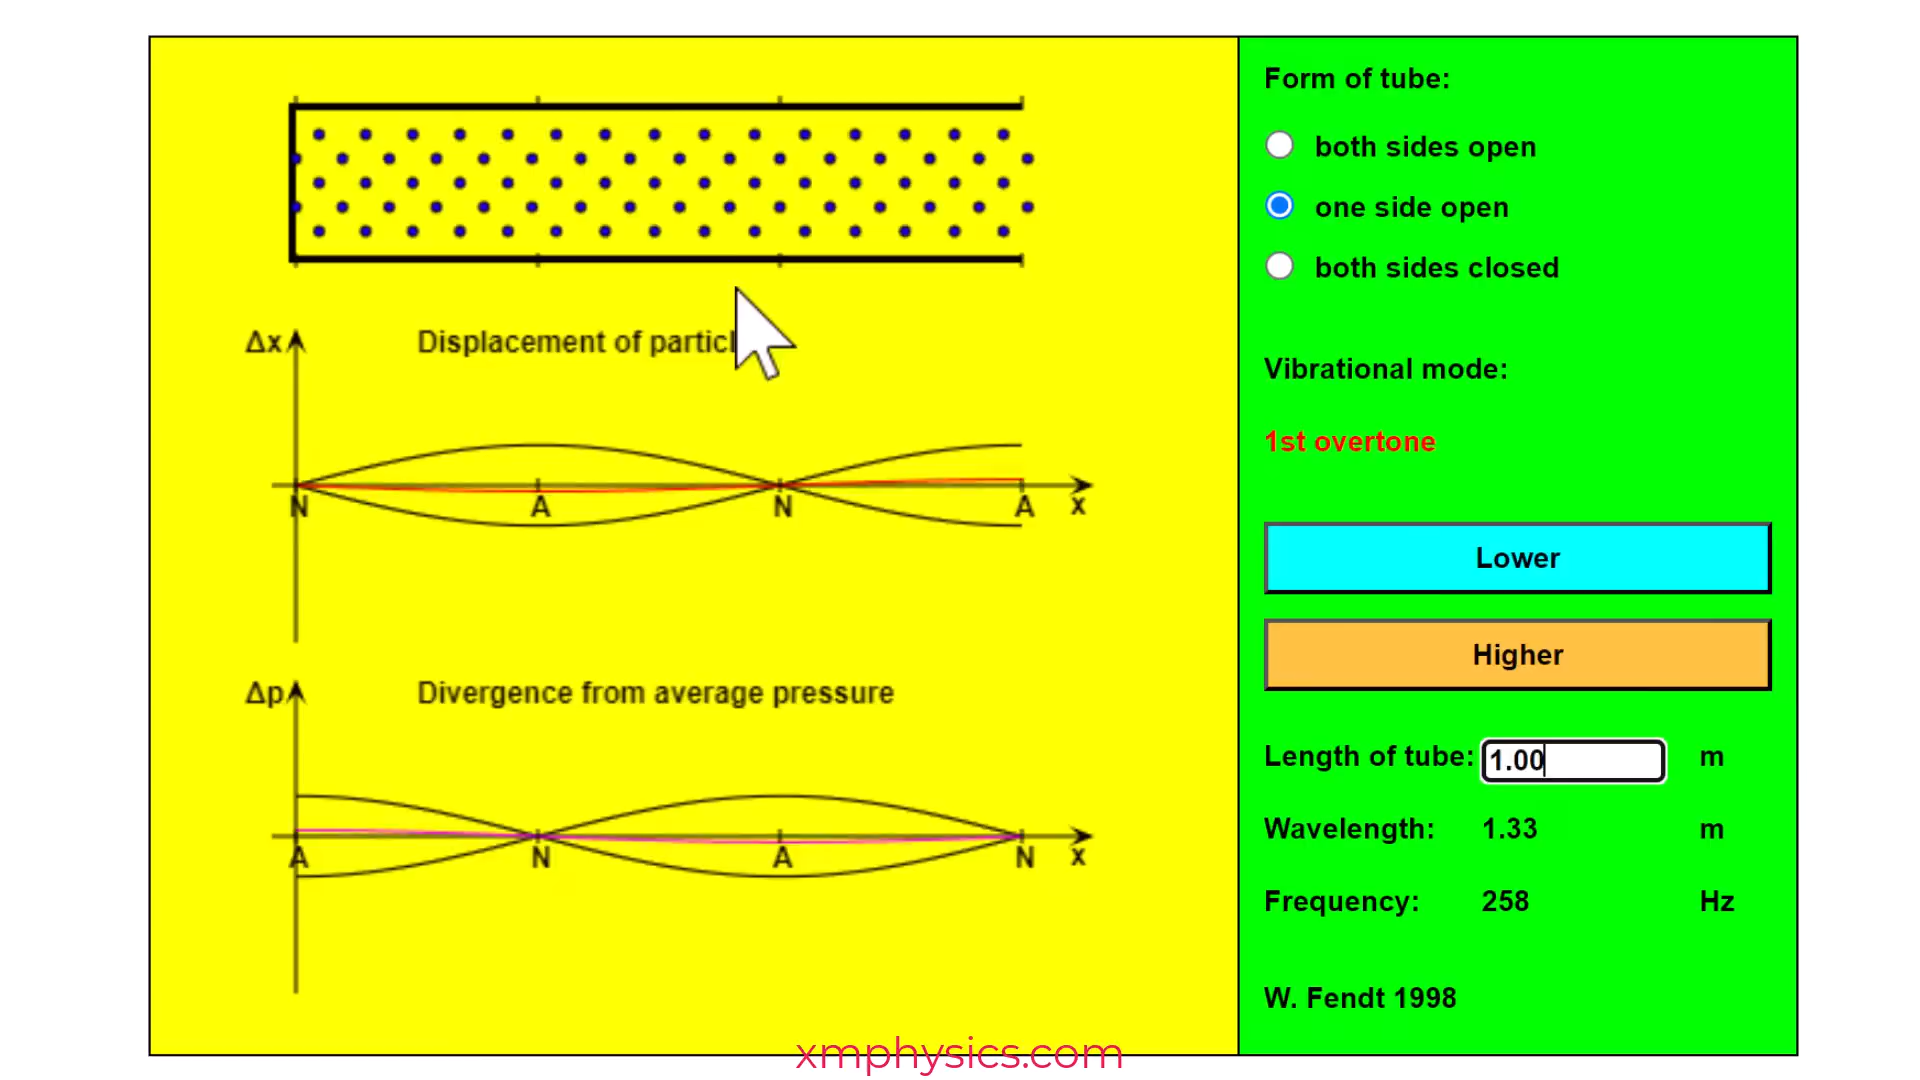 Δx
Displacement of particl
N
A
N
A
x
Δp
Divergence from average pressure
A
N
A
N
x
Form of tube:
both sides open
one side open
both sides closed
Vibrational mode:
1st overtone
Lower
Higher
Length of tube: 1.00 m
Wavelength: 1.33 m
Frequency: 258 Hz
W. Fendt 1998
xmphysics.com